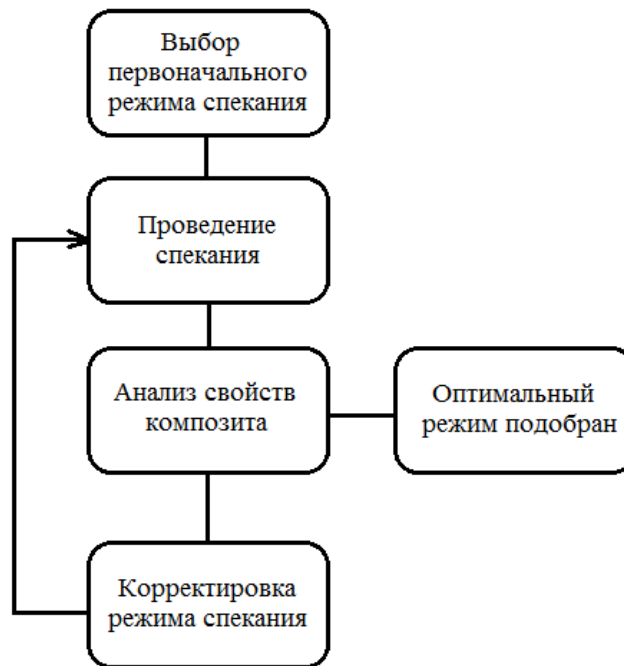 Выбор
первоначального
режима спекания
Проведение
спекания
Анализ свойств
композита
Оптимальный
режим подобран
Корректировка
режима спекания